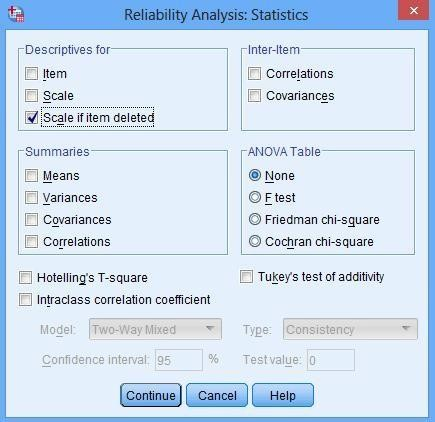 Reliability Analysis: Statistics
Descriptives for
Item
Scale
Scale if item deleted
Inter-Item
Correlations
Covariances
Summaries
Means
Variances
Covariances
Correlations
ANOVA Table
None
F test
Friedman chi-square
Cochran chi-square
Hotelling's T-square
Tukey's test of additivity
Intraclass correlation coefficient
Model: Two-Way Mixed Type: Consistency
Confidence interval: 95 % Test value: 0
Continue Cancel Help